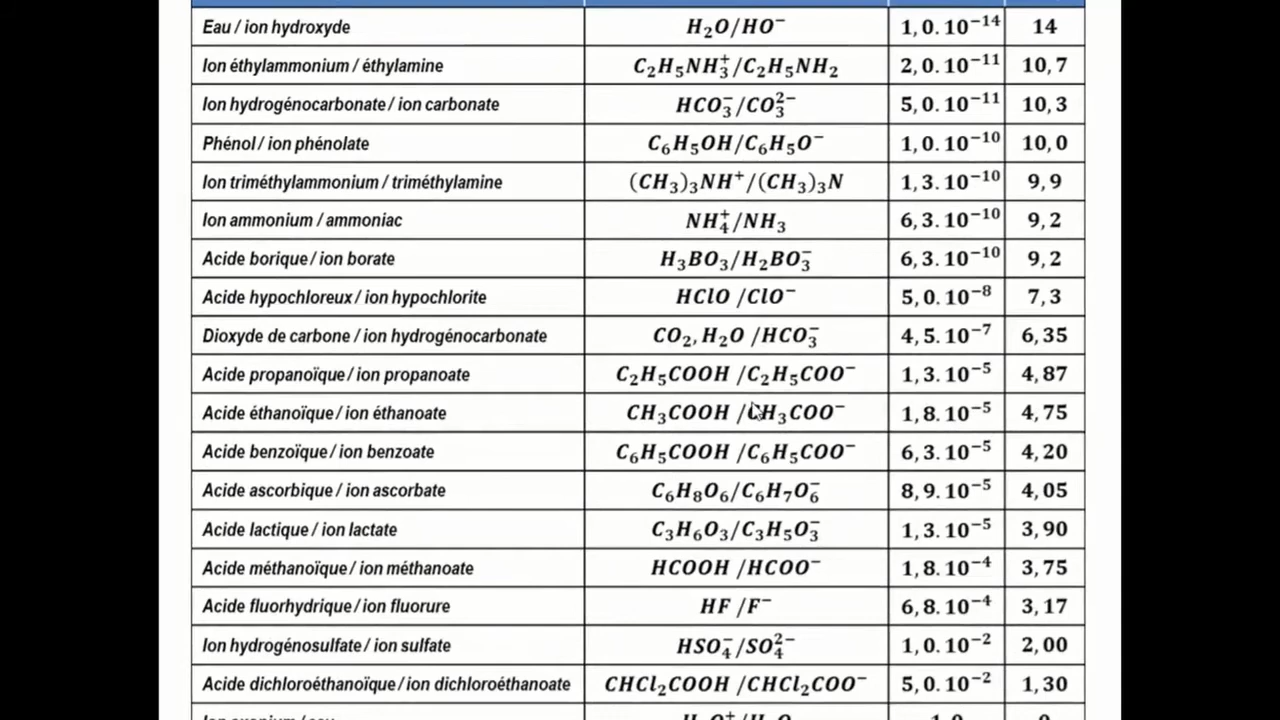 Eau / ion hydroxyde H₂O/HO⁻ 1,0.10⁻¹⁴ 14
Ion éthylammonium / éthylamine C₂H₅NH₃⁺/C₂H₅NH₂ 2,0.10⁻¹¹ 10,7
Ion hydrogénocarbonate / ion carbonate HCO₃⁻/CO₃²⁻ 5,0.10⁻¹¹ 10,3
Phénol / ion phénolate C₆H₅OH/C₆H₅O⁻ 1,0.10⁻¹⁰ 10,0
Ion triméthylammonium / triméthylamine (CH₃)₃NH⁺/(CH₃)₃N 1,3.10⁻¹⁰ 9,9
Ion ammonium / ammoniac NH₄⁺/NH₃ 6,3.10⁻¹⁰ 9,2
Acide borique / ion borate H₃BO₃/H₂BO₃⁻ 6,3.10⁻¹⁰ 9,2
Acide hypochloreux / ion hypochlorite HClO /ClO⁻ 5,0.10⁻⁸ 7,3
Dioxyde de carbone / ion hydrogénocarbonate CO₂,H₂O /HCO₃⁻ 4,5.10⁻⁷ 6,35
Acide propanoïque / ion propanoate C₂H₅COOH /C₂H₅COO⁻ 1,3.10⁻⁵ 4,87
Acide éthanoïque / ion éthanoate CH₃COOH /CH₃COO⁻ 1,8.10⁻⁵ 4,75
Acide benzoïque / ion benzoate C₆H₅COOH /C₆H₅COO⁻ 6,3.10⁻⁵ 4,20
Acide ascorbique / ion ascorbate C₆H₈O₆/C₆H₇O₆⁻ 8,9.10⁻⁵ 4,05
Acide lactique / ion lactate C₃H₆O₃/C₃H₅O₃⁻ 1,3.10⁻⁵ 3,90
Acide méthanoïque / ion méthanoate HCOOH /HCOO⁻ 1,8.10⁻⁴ 3,75
Acide fluorhydrique / ion fluorure HF /F⁻ 6,8.10⁻⁴ 3,17
Ion hydrogénosulfate / ion sulfate HSO₄⁻/SO₄²⁻ 1,0.10⁻² 2,00
Acide dichloroéthanoïque / ion dichloroéthanoate CHCl₂COOH /CHCl₂COO⁻ 5,0.10⁻² 1,30